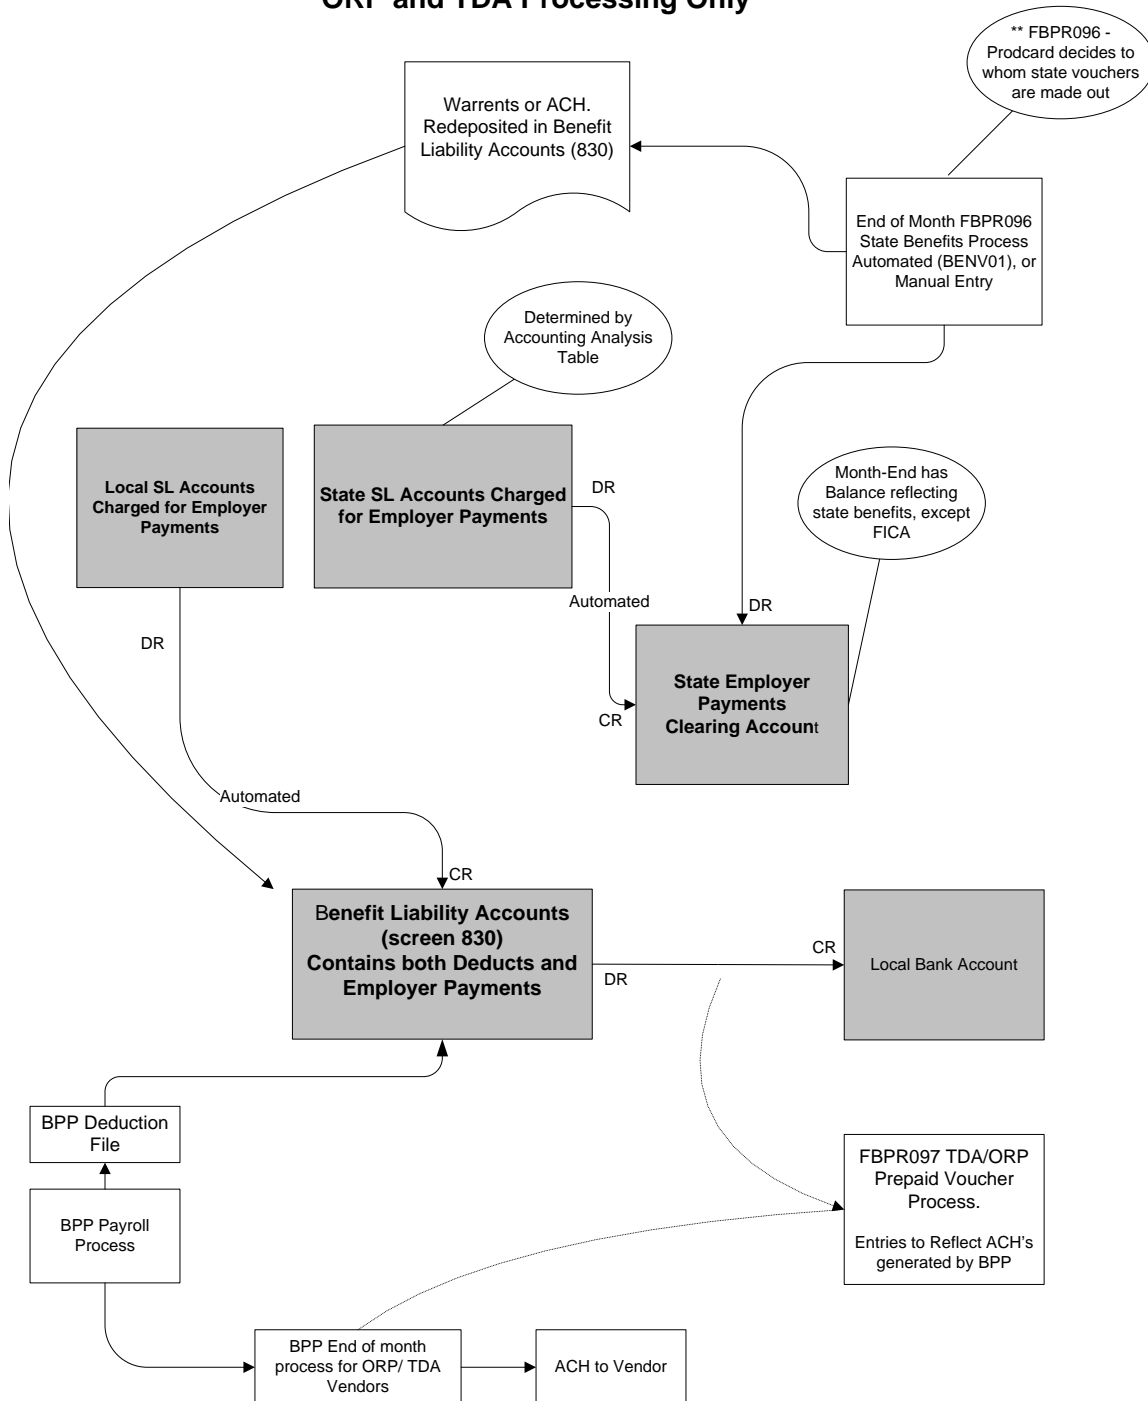 ORP and TDA Processing Only
** FBPR096 -
Prodcard decides to
whom state vouchers
are made out
Warrents or ACH.
Redeposited in Benefit
Liability Accounts (830)
End of Month FBPR096
State Benefits Process
Automated (BENV01), or
Manual Entry
Determined by
Accounting Analysis
Table
Local SL Accounts
Charged for Employer
Payments
State SL Accounts Charged
for Employer Payments
DR
Month-End has
Balance reflecting
state benefits, except
FICA
Automated
DR
DR
State Employer
Payments
Clearing Account
CR
Automated
CR
Benefit Liability Accounts
(screen 830)
Contains both Deducts and
Employer Payments
DR
CR
Local Bank Account
BPP Deduction
File
BPP Payroll
Process
FBPR097 TDA/ORP
Prepaid Voucher
Process.
Entries to Reflect ACH's
generated by BPP
BPP End of month
process for ORP/ TDA
Vendors
ACH to Vendor